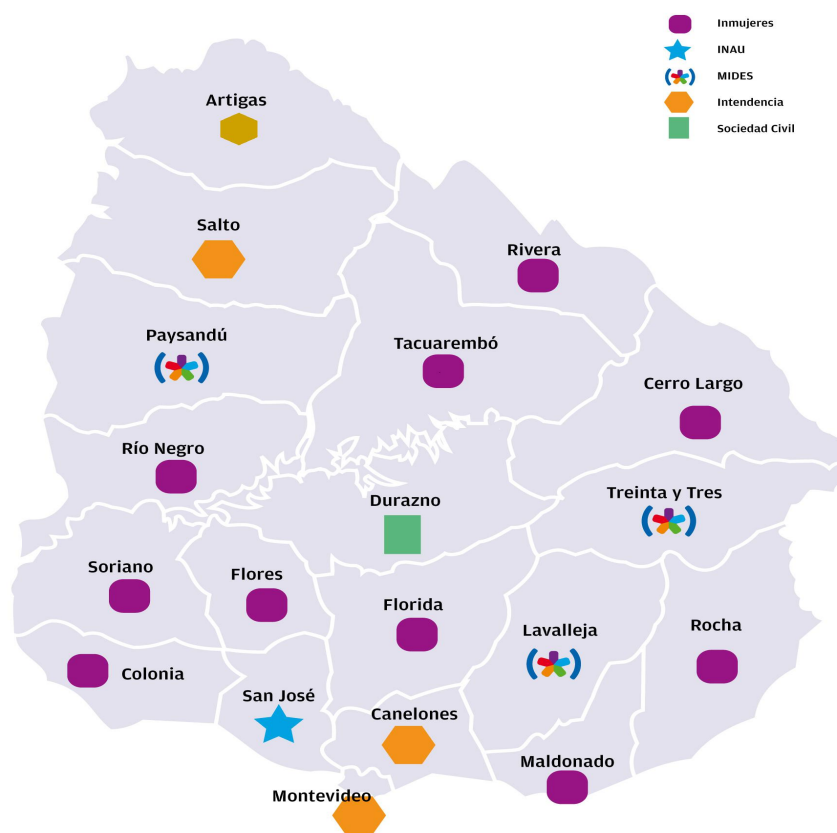 Inmujeres
INAU
MIDES
Intendencia
Sociedad Civil
Artigas
Salto
Rivera
Paysandú
Tacuarembó
Cerro Largo
Río Negro
Durazno
Treinta y Tres
Soriano
Flores
Florida
Lavalleja
Rocha
Colonia
San José
Canelones
Maldonado
Montevideo